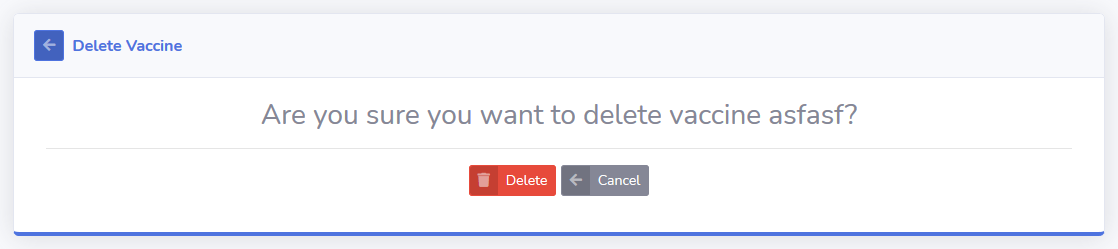 Delete Vaccine
Are you sure you want to delete vaccine asfasf?
Delete Cancel